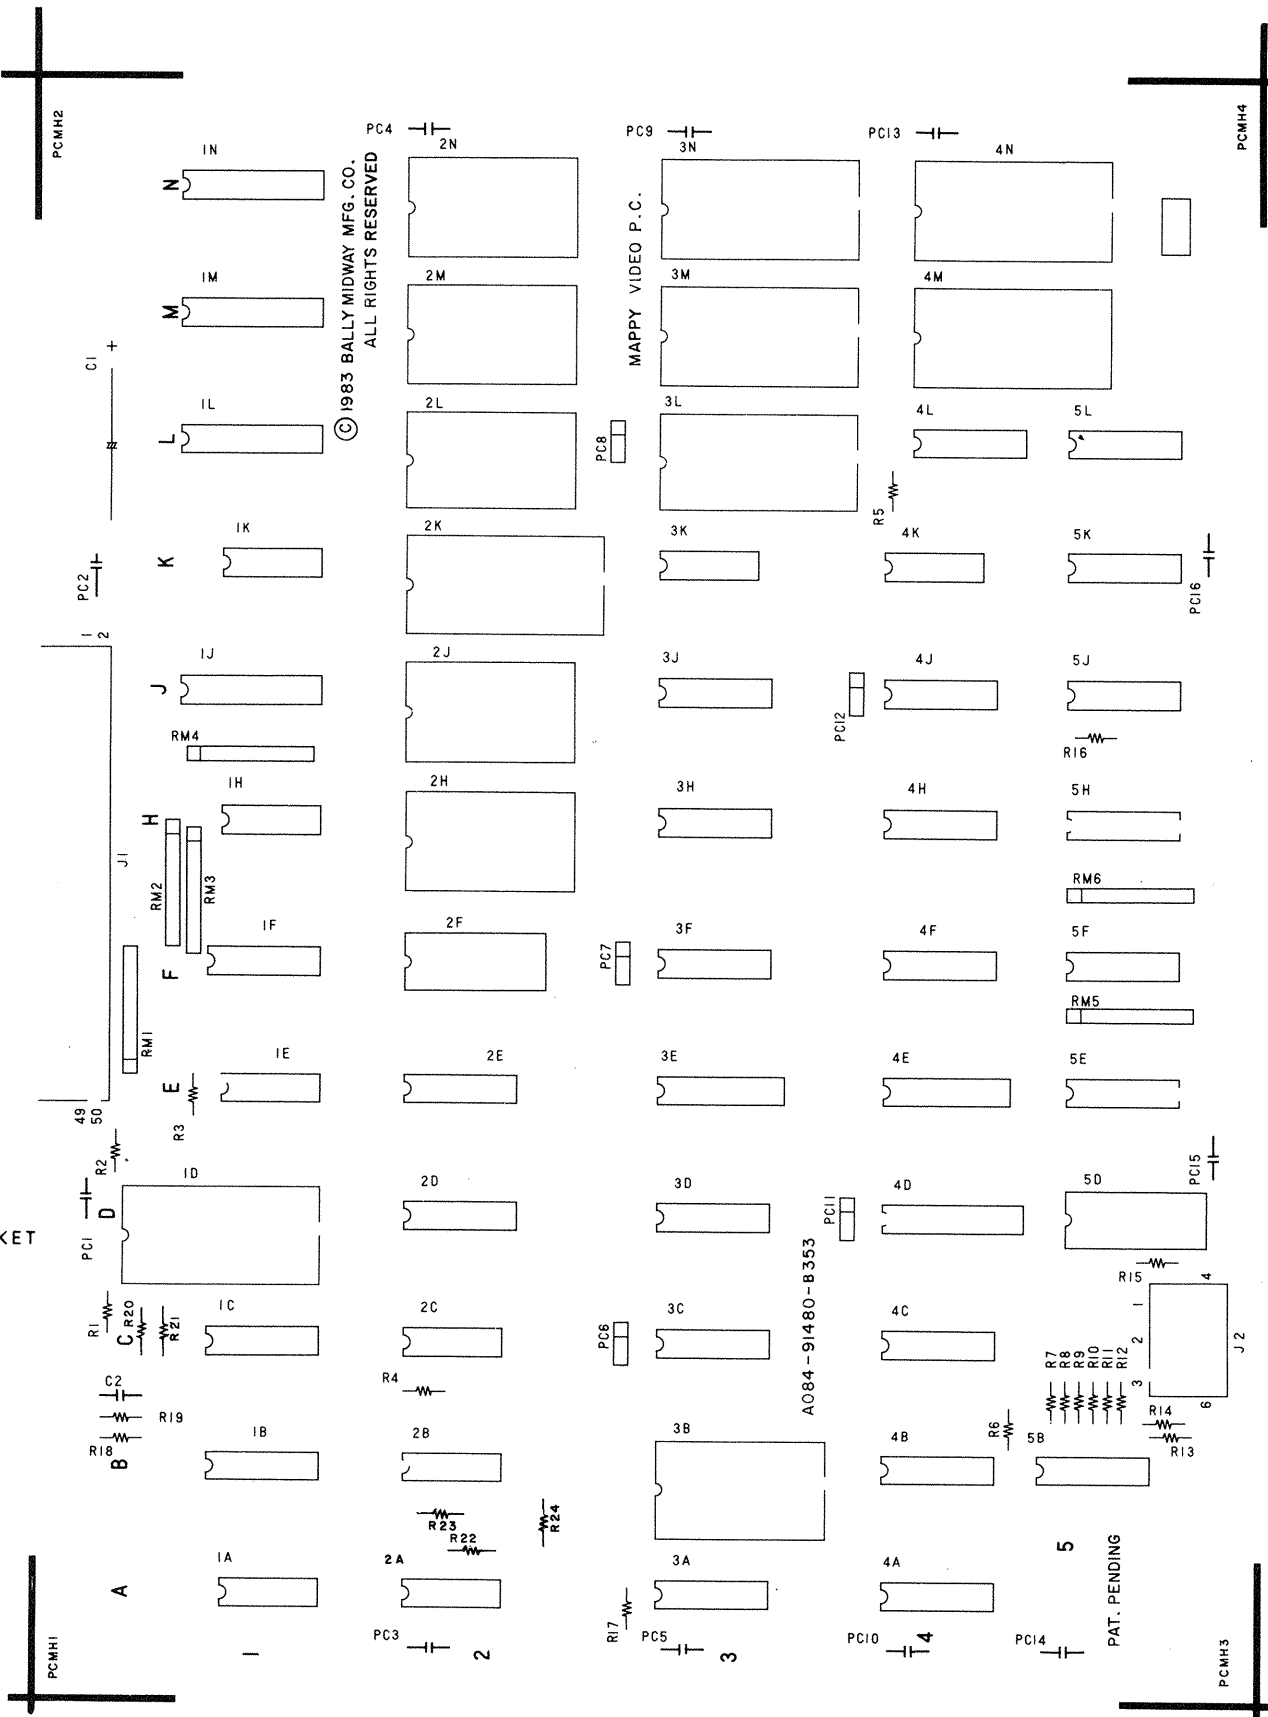 PCMH2
PCMH4
PC4
PC9
PC13
1N
2N
3N
4N
N
© 1983 BALLY MIDWAY MFG. CO.
ALL RIGHTS RESERVED
MAPPY VIDEO P.C.
1M
2M
3M
4M
M
C1
+
1L
2L
3L
4L
5L
L
PC8
R5
1K
2K
3K
4K
5K
K
PC2
PC16
1
2
1J
2J
3J
4J
5J
J
RM4
PC12
R16
1H
2H
3H
4H
5H
H
J1
RM2
RM3
RM6
1F
2F
3F
4F
5F
F
PC7
RM5
RM1
1E
2E
3E
4E
5E
E
49
50
R3
R2
1D
2D
3D
4D
5D
D
PC1
PC11
PC15
KET
A084-91480-B353
R15
R1
R20
R21
1C
2C
3C
4C
C
PC6
1
2
3
4
6
J2
C2
R4
R7
R8
R9
R10
R11
R12
R19
R18
R14
R13
R6
1B
2B
3B
4B
5B
B
R23
R22
R24
1A
2A
3A
4A
A
5
PAT. PENDING
R17
PC3
PC5
PC10
PC14
1
2
3
4
PCMH1
PCMH3